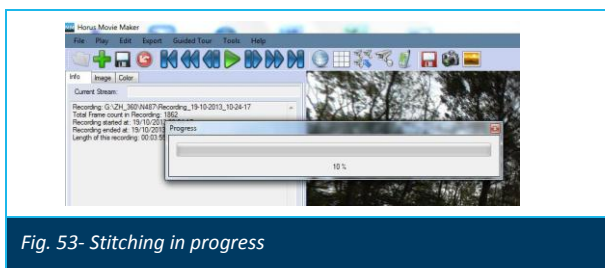 Horus Movie Maker
File Play Edit Export Guided Tour Tools Help
Info Image Color
Current Stream:
Recording: G:\ZH_360\N487\Recording_19-10-2013_10-24-17
Total Frame count in Recording: 1862
Recording started at: 19/10/201
Recording ended at: 19/10/2013
Length of this recording: 00:03:5
Progress
10 %
Fig. 53- Stitching in progress